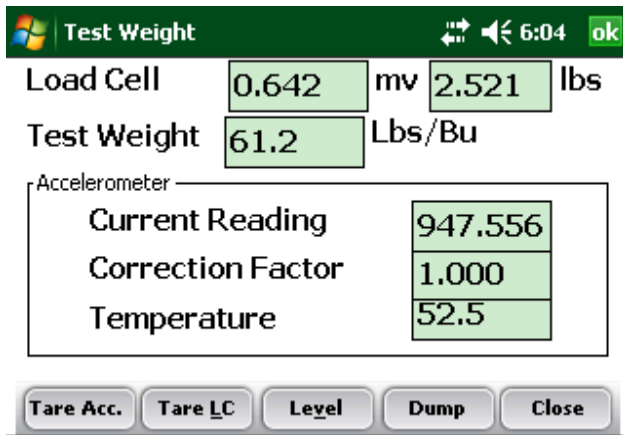 Test Weight 6:04 ok
Load Cell 0.642 mv 2.521 lbs
Test Weight 61.2 Lbs/Bu
Accelerometer
Current Reading 947.556
Correction Factor 1.000
Temperature 52.5
Tare Acc. Tare LC Level Dump Close